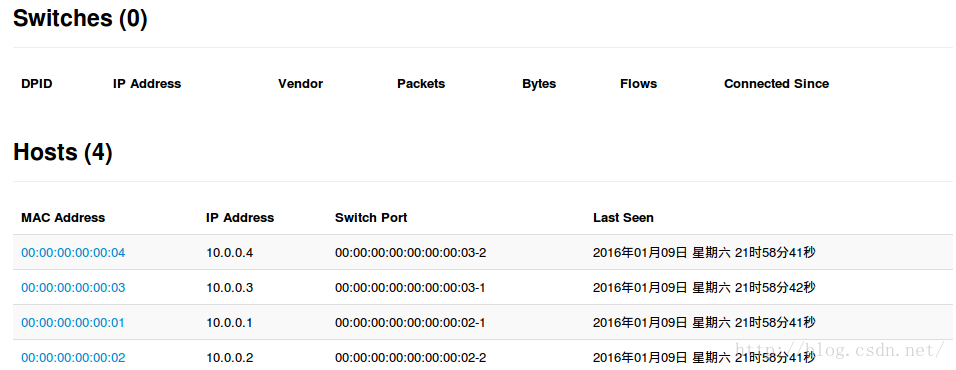 Switches (0)
DPID IP Address Vendor Packets Bytes Flows Connected Since
Hosts (4)
MAC Address IP Address Switch Port Last Seen
00:00:00:00:00:04 10.0.0.4 00:00:00:00:00:00:00:03-2 2016年01月09日 星期六 21时58分41秒
00:00:00:00:00:03 10.0.0.3 00:00:00:00:00:00:00:03-1 2016年01月09日 星期六 21时58分42秒
00:00:00:00:00:01 10.0.0.1 00:00:00:00:00:00:00:02-1 2016年01月09日 星期六 21时58分41秒
00:00:00:00:00:02 10.0.0.2 00:00:00:00:00:00:00:02-2 2016年01月09日 星期六 21时58分41秒
http://blog.csdn.net/